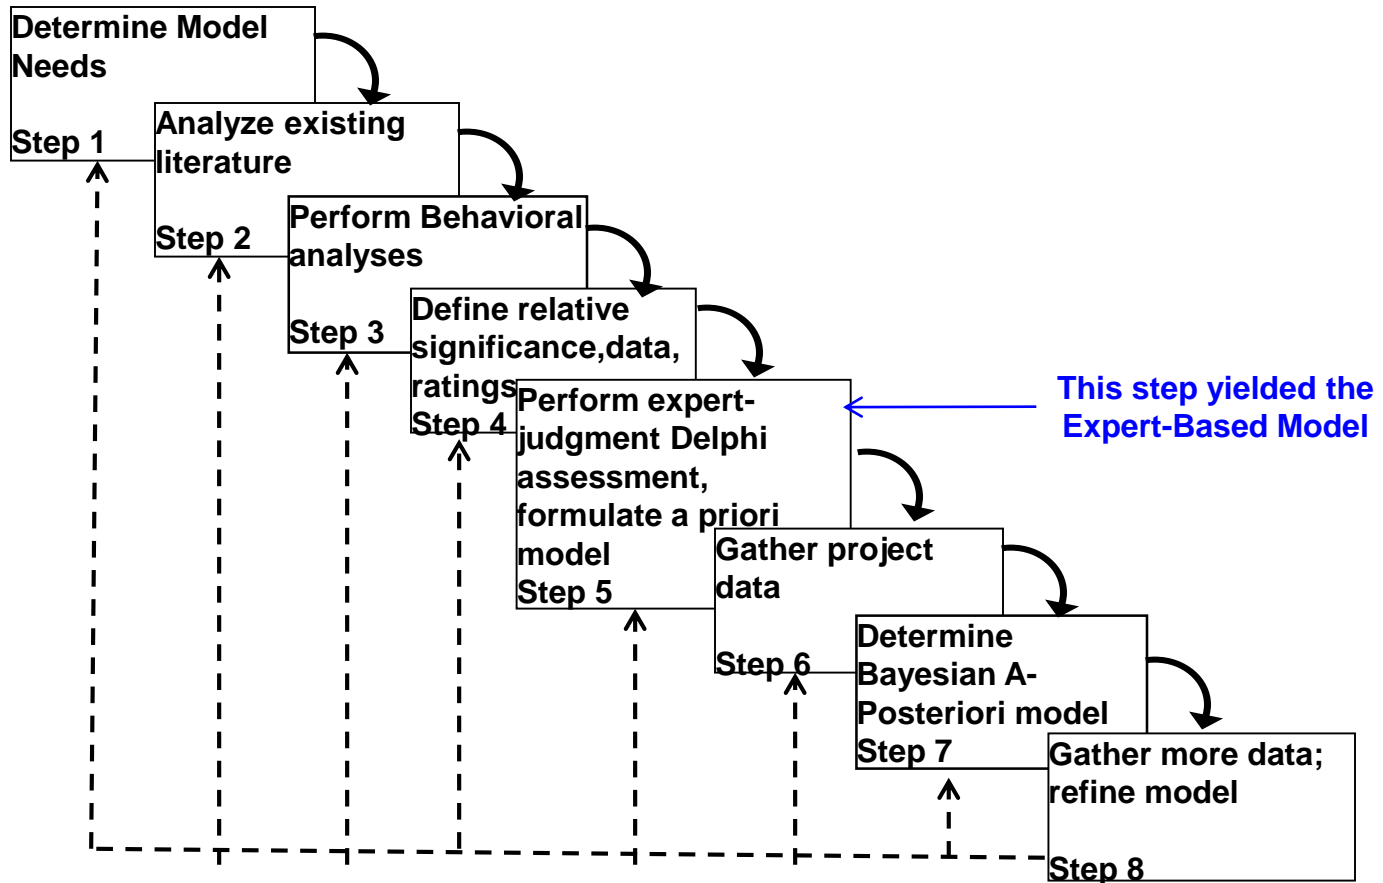 Determine Model
Needs
Step 1
Analyze existing
literature
Step 2
Perform Behavioral
analyses
Step 3
Define relative
significance,data,
ratings
Step 4
Perform expert-
judgment Delphi
assessment,
formulate a priori
model
Step 5
This step yielded the
Expert-Based Model
Gather project
data
Step 6
Determine
Bayesian A-
Posteriori model
Step 7
Gather more data;
refine model
Step 8